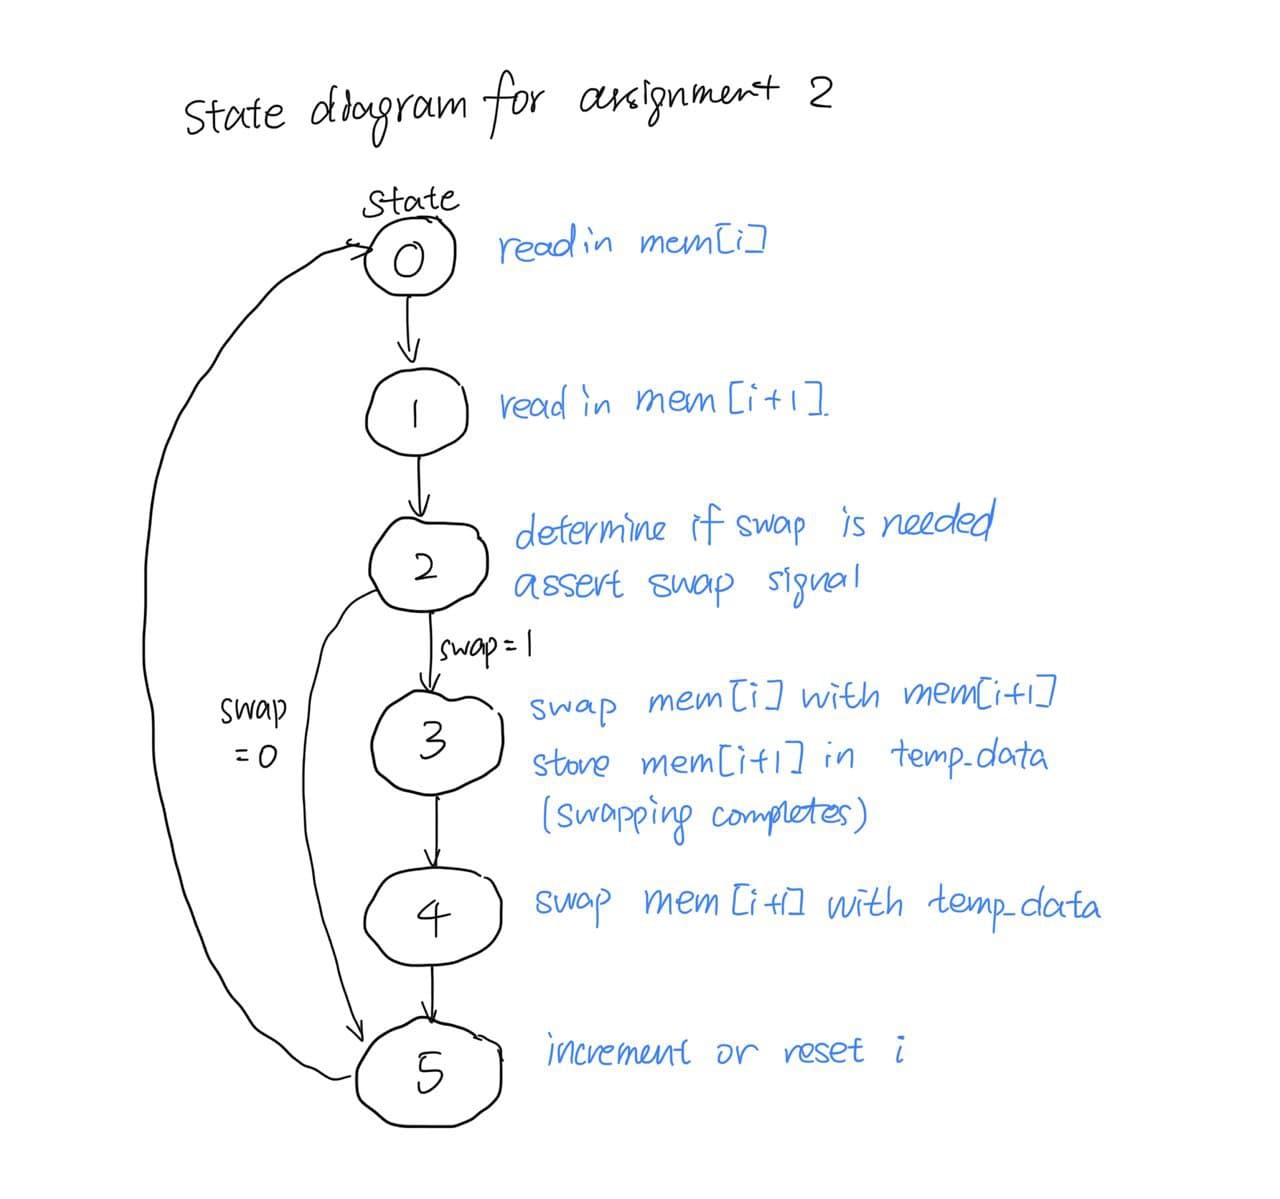 State diagram for assignment 2
State
0
read in mem[i]
1
read in mem[i+1].
2
determine if swap is needed
assert swap signal
swap=1
swap
=0
3
swap mem[i] with mem[i+1]
store mem[i+1] in temp_data
(swapping completes)
4
swap mem[i+1] with temp_data
5
increment or reset i